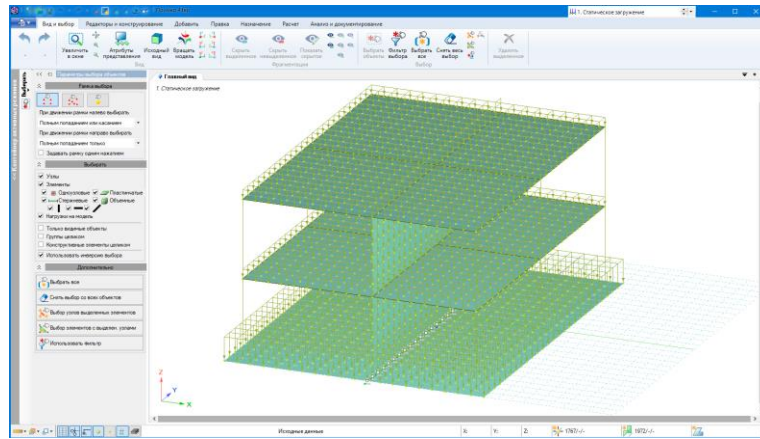 1. Статическое загружение
Вид и выбор Редакторы и конструирование Добавить Правка Назначения Расчет Анализ и документирование
Увеличить в окне
Атрибуты представления
Исходный вид
Вращать модель
Скрыть выделенное
Скрыть невыделенное
Показать скрытое
Выбрать объекты
Фильтр выбора
Выбрать все
Снять весь выбор
Удалить выделенное
Вид
Фрагментация
Выбор
Параметры выбора объектов
Главный вид
1. Статическое загружение
Выбрать
Рамка выбора
При движении рамки налево выбирать
Полным попаданием или касанием
При движении рамки направо выбирать
Полным попаданием только
Задавать рамку одним нажатием
Выбирать
Узлы
Элементы
Одноузловые Пластинчатые
Стержневые Объемные
Нагрузки на модель
Только видимые объекты
Группы целиком
Конструктивные элементы целиком
Использовать инверсию выбора
Дополнительно
Выбрать все
Снять выбор со всех объектов
Выбор узлов выделенных элементов
Выбор элементов с выделен. узлами
Использовать фильтр
Z
Y
X
Исходные данные X: Y: Z: 1767/-/- 1972/-/-